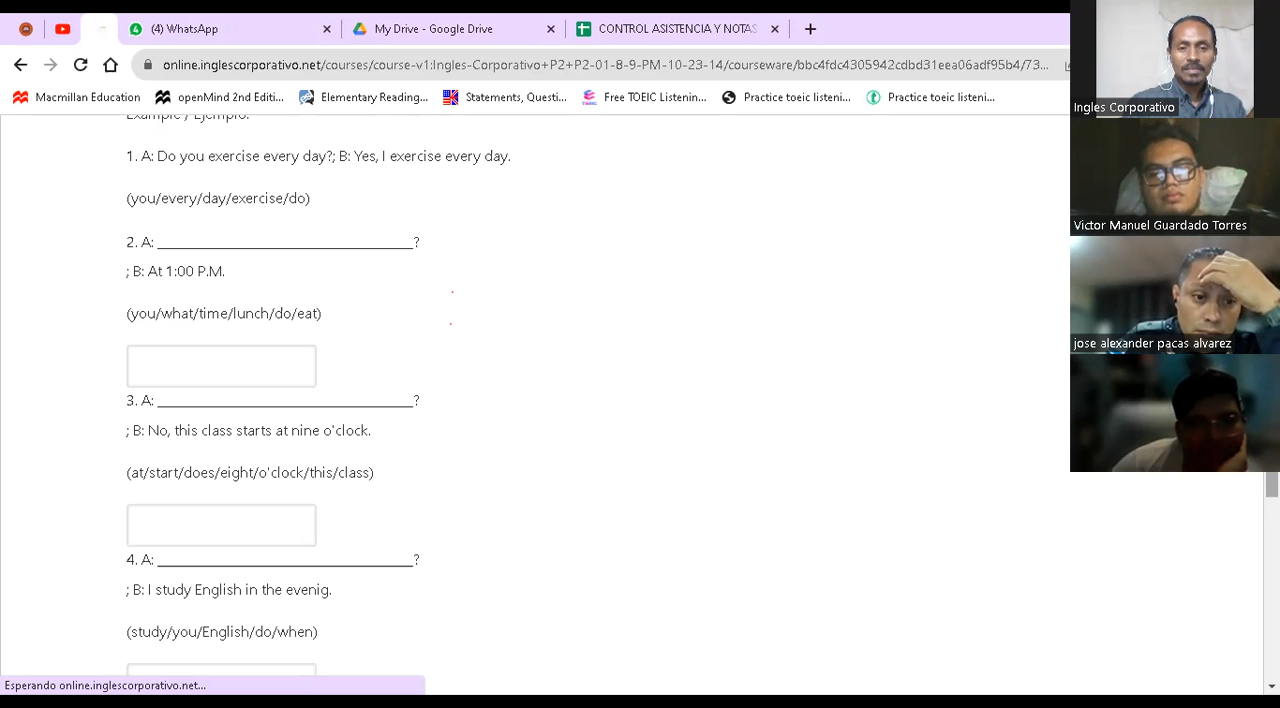 (4) WhatsApp
My Drive - Google Drive
CONTROL ASISTENCIA Y NOTAS
online.inglescorporativo.net/courses/course-v1:Ingles-Corporativo+P2+P2-01-8-9-PM-10-23-14/courseware/bbc4fdc4305942cdbd31eea06adf95b4/73...
Macmillan Education
openMind 2nd Editi...
Elementary Reading...
Statements, Questi...
Free TOEIC Listenin...
Practice toeic listeni...
Practice toeic listeni...
Example / Ejemplo:
1. A: Do you exercise every day?; B: Yes, I exercise every day.
(you/every/day/exercise/do)
2. A: ________________________________?
; B: At 1:00 P.M.
(you/what/time/lunch/do/eat)
3. A: ________________________________?
; B: No, this class starts at nine o'clock.
(at/start/does/eight/o'clock/this/class)
4. A: ________________________________?
; B: I study English in the evenig.
(study/you/English/do/when)
Esperando online.inglescorporativo.net...
Ingles Corporativo
Victor Manuel Guardado Torres
jose alexander pacas alvarez